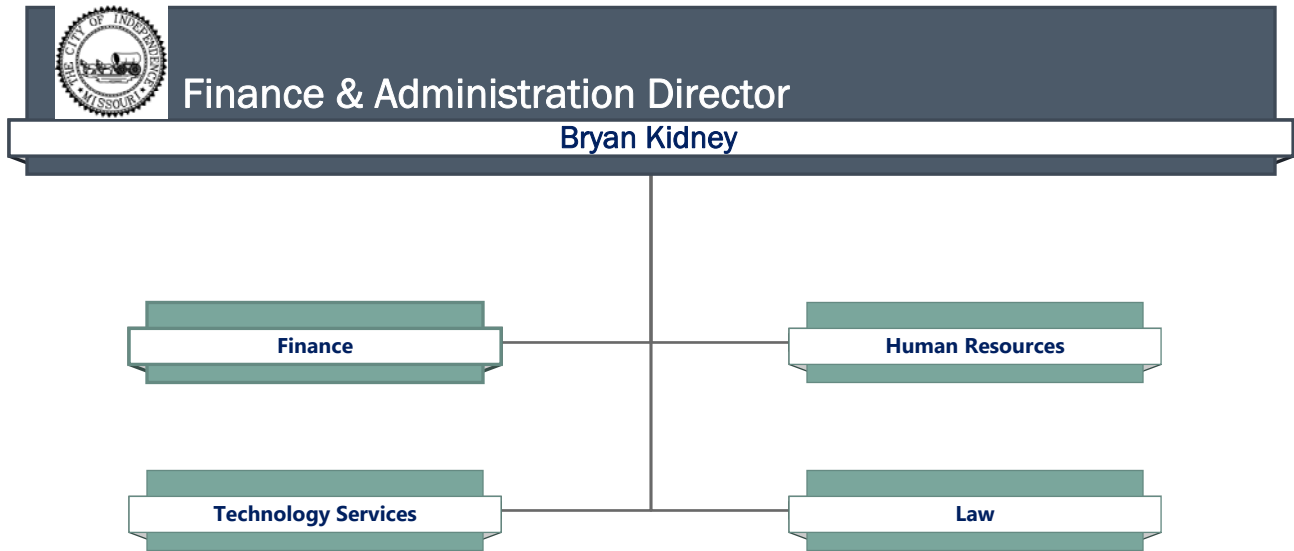 THE CITY OF INDEPENDENCE
MISSOURI
Finance & Administration Director
Bryan Kidney
Finance
Human Resources
Technology Services
Law